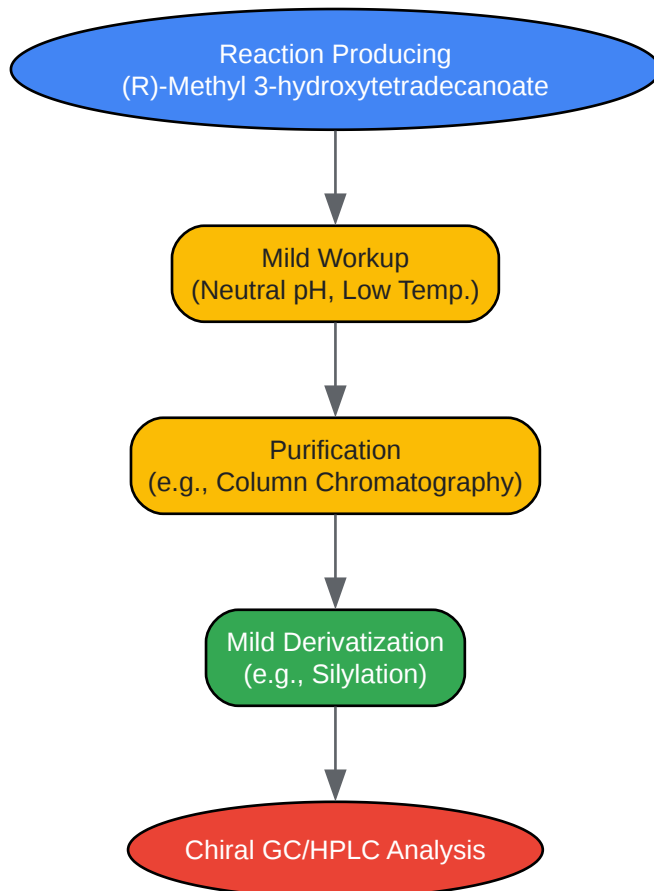 Reaction Producing
(R)-Methyl 3-hydroxytetradecanoate
Mild Workup
(Neutral pH, Low Temp.)
Purification
(e.g., Column Chromatography)
Mild Derivatization
(e.g., Silylation)
Chiral GC/HPLC Analysis